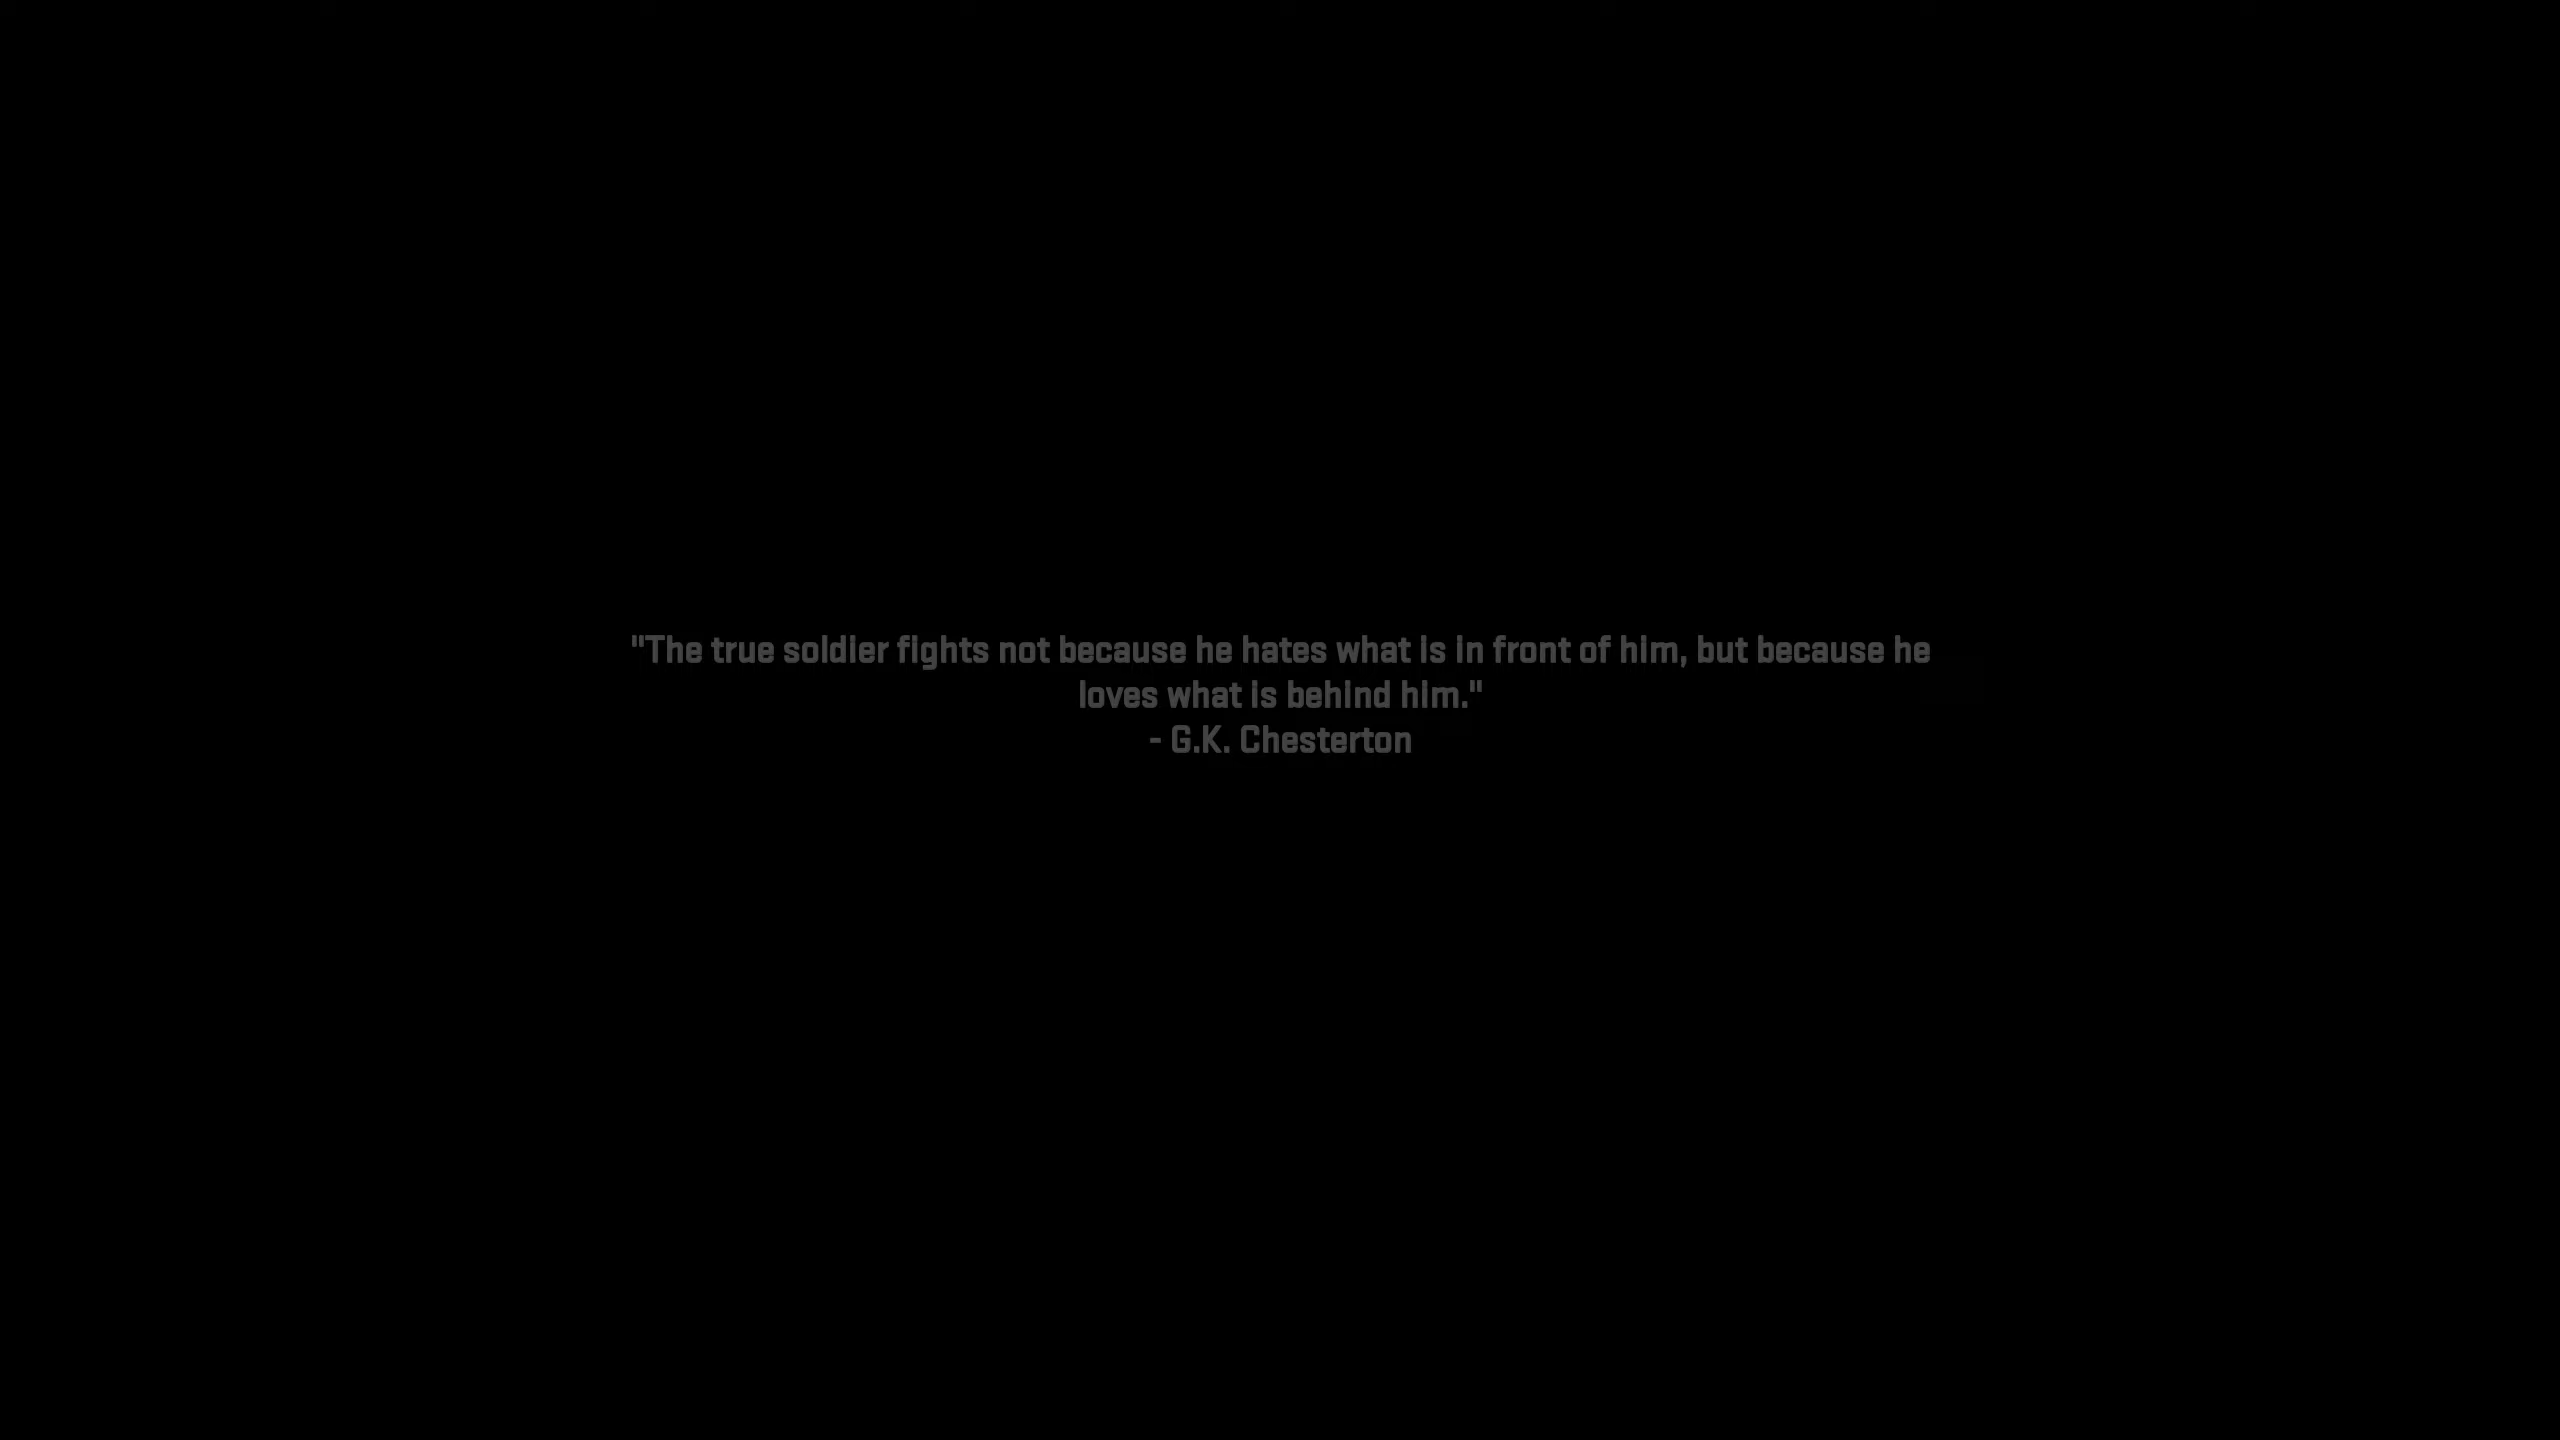 "The true soldier fights not because he hates what is in front of him, but because he
loves what is behind him."
- G.K. Chesterton